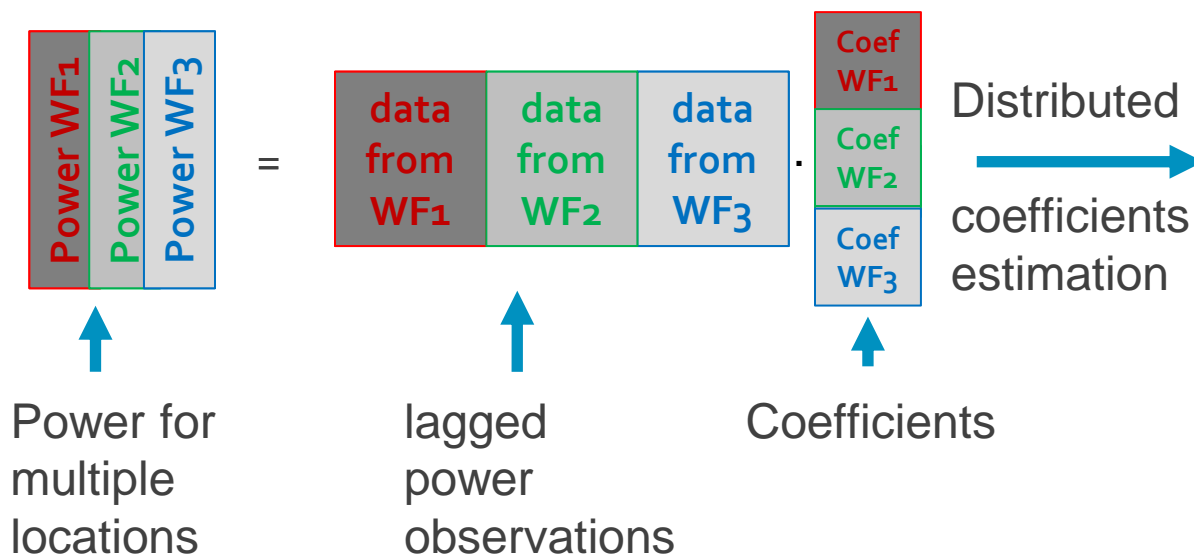 Power WF1
Power WF2
Power WF3
=
data
from
WF1
data
from
WF2
data
from
WF3
.
Coef
WF1
Coef
WF2
Coef
WF3
Distributed
coefficients
estimation
Power for
multiple
locations
lagged
power
observations
Coefficients